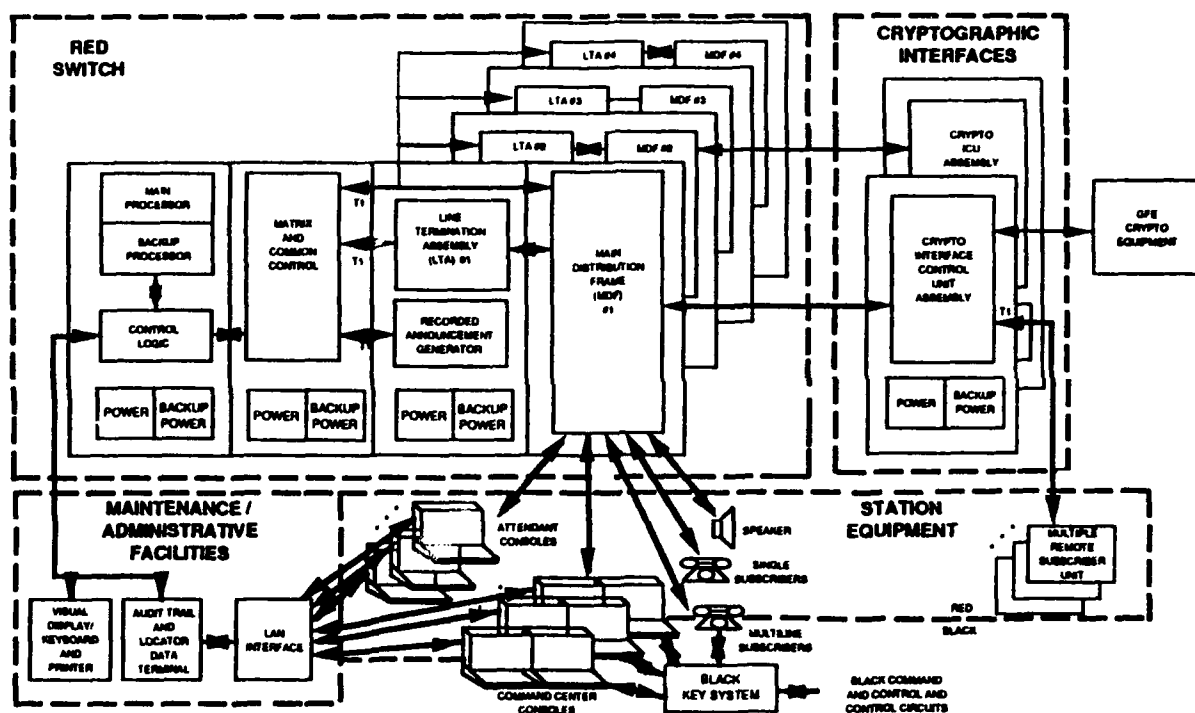 RED
SWITCH
CRYPTOGRAPHIC
INTERFACES
LTA #4
MDF #4
LTA #3
MDF #3
LTA #2
MDF #2
CRYPTO
ICU
ASSEMBLY
MAIN
PROCESSOR
BACKUP
PROCESSOR
CONTROL
LOGIC
POWER
BACKUP
POWER
MATRIX
AND
COMMON
CONTROL
POWER
BACKUP
POWER
T1
T1
LINE
TERMINATION
ASSEMBLY
(LTA) #1
RECORDED
ANNOUNCEMENT
GENERATOR
POWER
BACKUP
POWER
MAIN
DISTRIBUTION
FRAME
(MDF)
#1
CRYPTO
INTERFACE
CONTROL
UNIT
ASSEMBLY
T1
POWER
BACKUP
POWER
GFE
CRYPTO
EQUIPMENT
MAINTENANCE /
ADMINISTRATIVE
FACILITIES
VISUAL
DISPLAY/
KEYBOARD
AND
PRINTER
AUDIT TRAIL
AND
LOCATOR
DATA
TERMINAL
LAN
INTERFACE
ATTENDANT
CONSOLES
STATION
EQUIPMENT
SPEAKER
SINGLE
SUBSCRIBERS
MULTILINE
SUBSCRIBERS
MULTIPLE
REMOTE
SUBSCRIBER
UNIT
RED
BLACK
COMMAND CENTER
CONSOLES
BLACK
KEY SYSTEM
BLACK COMMAND
AND CONTROL AND
CONTROL CIRCUITS